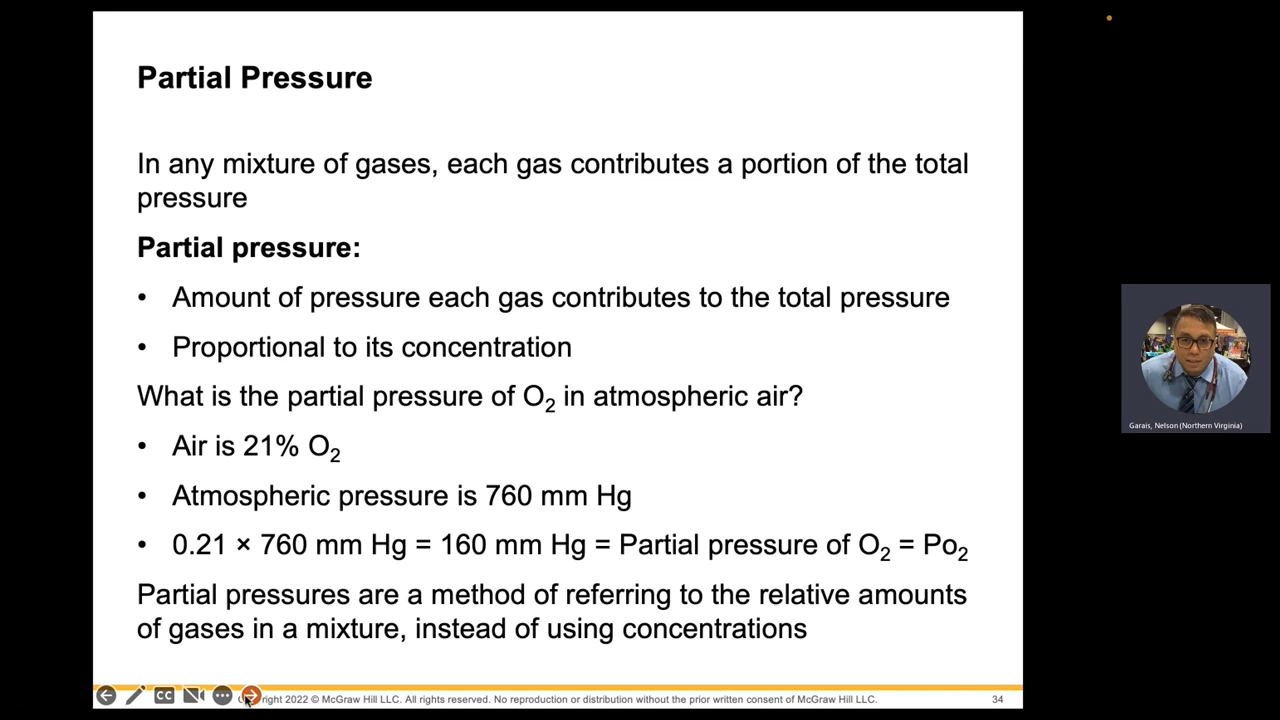 Partial Pressure
In any mixture of gases, each gas contributes a portion of the total
pressure
Partial pressure:
• Amount of pressure each gas contributes to the total pressure
• Proportional to its concentration
What is the partial pressure of O₂ in atmospheric air?
• Air is 21% O₂
• Atmospheric pressure is 760 mm Hg
• 0.21 × 760 mm Hg = 160 mm Hg = Partial pressure of O₂ = Po₂
Partial pressures are a method of referring to the relative amounts
of gases in a mixture, instead of using concentrations
CC
right 2022 © McGraw Hill LLC. All rights reserved. No reproduction or distribution without the prior written consent of McGraw Hill LLC.
34
Garais, Nelson (Northern Virginia)